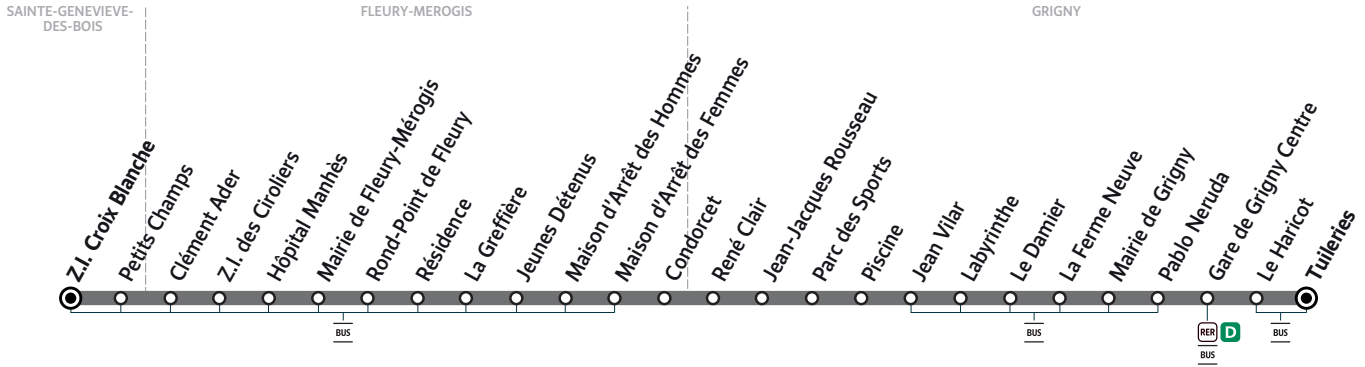 SAINTE-GENEVIEVE-
DES-BOIS
FLEURY-MEROGIS
GRIGNY
Z.I. Croix Blanche
Petits Champs
Clément Ader
Z.I. des Ciroliers
Hôpital Manhès
Mairie de Fleury-Mérogis
Rond-Point de Fleury
Résidence
La Greffière
Jeunes Détenus
Maison d'Arrêt des Hommes
Maison d'Arrêt des Femmes
Condorcet
René Clair
Jean-Jacques Rousseau
Parc des Sports
Piscine
Jean Vilar
Labyrinthe
Le Damier
La Ferme Neuve
Mairie de Grigny
Pablo Neruda
Gare de Grigny Centre
Le Haricot
Tuileries
BUS
BUS
RER D
BUS
BUS